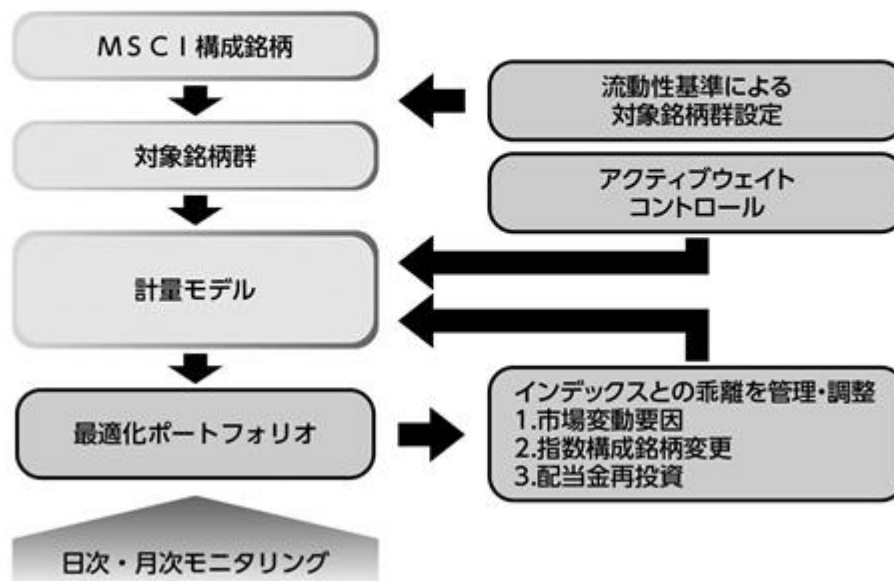 MSCI構成銘柄
流動性基準による
対象銘柄群設定
対象銘柄群
アクティブウェイト
コントロール
計量モデル
最適化ポートフォリオ
インデックスとの乖離を管理・調整
1.市場変動要因
2.指数構成銘柄変更
3.配当金再投資
日次・月次モニタリング